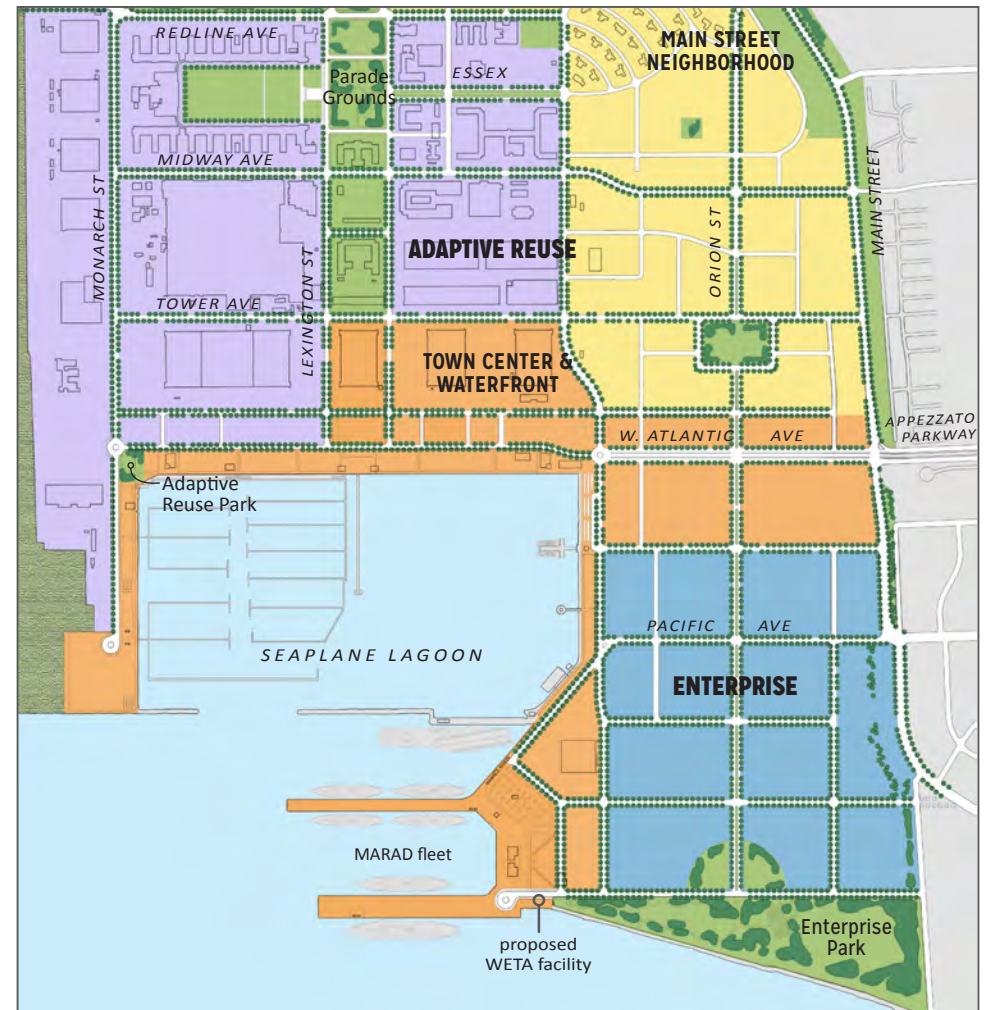 REDLINE AVE
MAIN STREET
NEIGHBORHOOD
Parade
Grounds
ESSEX
MIDWAY AVE
MONARCH ST
MAIN STREET
ORION ST
ADAPTIVE REUSE
LEXINGTON ST
TOWER AVE
TOWN CENTER &
WATERFRONT
W. ATLANTIC AVE
APPEZZATO
PARKWAY
Adaptive
Reuse Park
PACIFIC AVE
SEAPLANE LAGOON
ENTERPRISE
MARAD fleet
Enterprise
Park
proposed
WETA facility